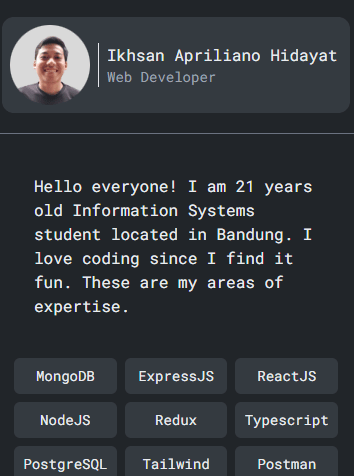 Ikhsan Apriliano Hidayat
Web Developer
Hello everyone! I am 21 years
old Information Systems
student located in Bandung. I
love coding since I find it
fun. These are my areas of
expertise.
MongoDB ExpressJS ReactJS
NodeJS Redux Typescript
PostgreSQL Tailwind Postman